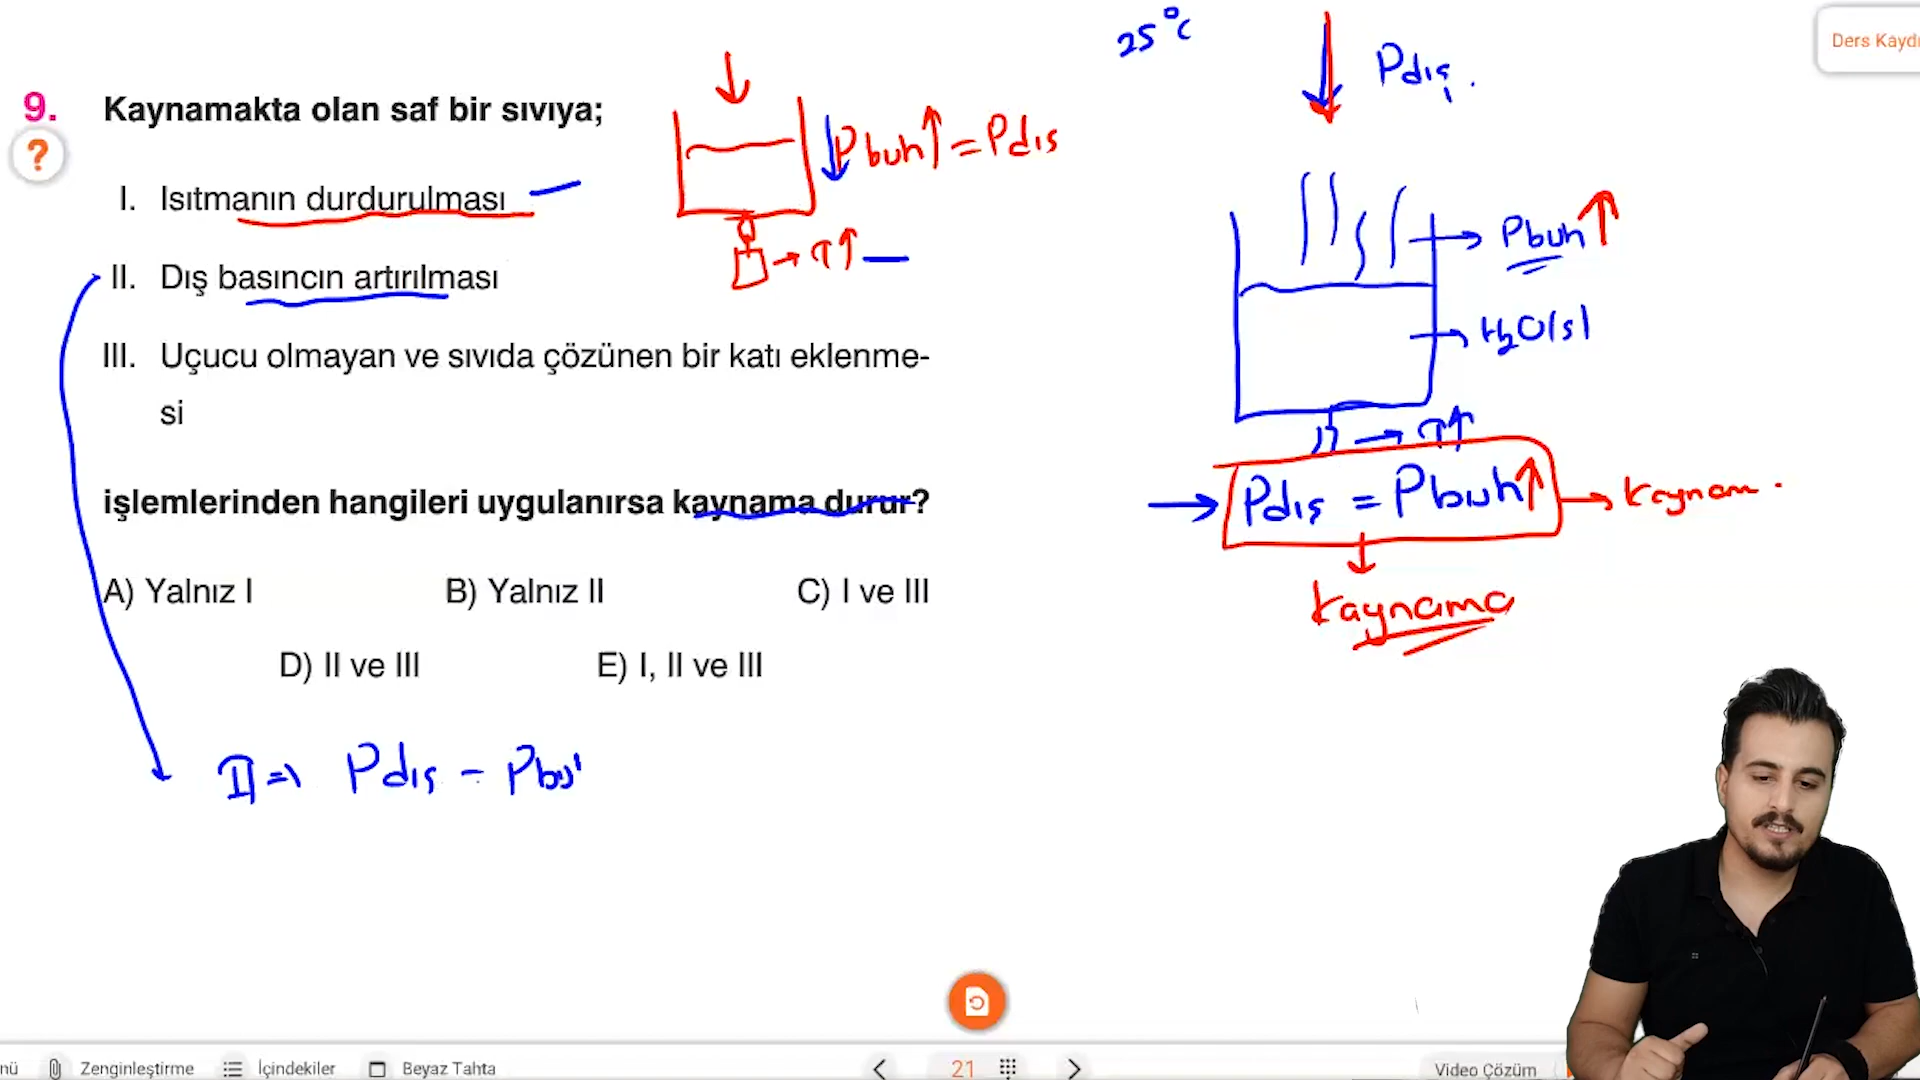 9. Kaynamakta olan saf bir sıvıya;
?
I. Isıtmanın durdurulması
II. Dış basıncın artırılması
III. Uçucu olmayan ve sıvıda çözünen bir katı eklenme-
si
işlemlerinden hangileri uygulanırsa kaynama durur?
A) Yalnız I
B) Yalnız II
C) I ve III
D) II ve III
E) I, II ve III
II ⇒ Pdış =
↓Pbuh↑ = Pdıs
→ T↑ –
25°C
Pdış.
→ Pbuh↑
→ H₂O(s)
→ T↑
→ Pdış = Pbuh↑ → Kaynam.
Kaynama
Ders Kaydı
nü
Zenginleştirme
İçindekiler
Beyaz Tahta
< 21 >
Video Çözüm